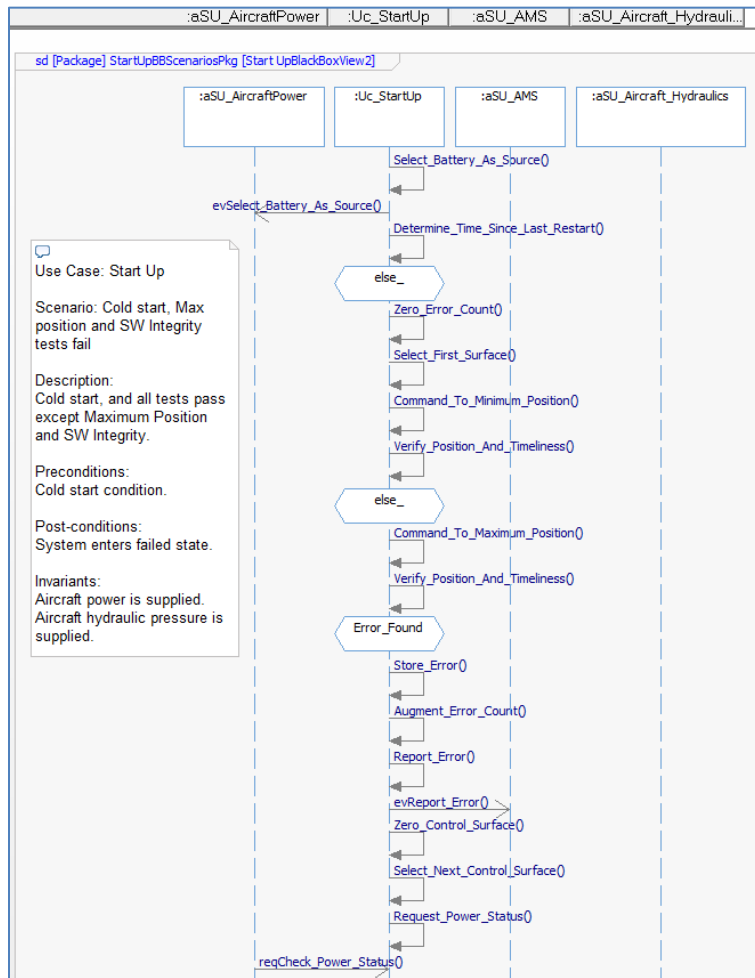 :aSU_AircraftPower :Uc_StartUp :aSU_AMS :aSU_Aircraft_Hydrauli...
sd [Package] StartUpBBScenariosPkg [Start UpBlackBoxView2]
:aSU_AircraftPower :Uc_StartUp :aSU_AMS :aSU_Aircraft_Hydraulics
Select_Battery_As_Source()
evSelect_Battery_As_Source()
Determine_Time_Since_Last_Restart()
else_
Zero_Error_Count()
Select_First_Surface()
Command_To_Minimum_Position()
Verify_Position_And_Timeliness()
else_
Command_To_Maximum_Position()
Verify_Position_And_Timeliness()
Error_Found
Store_Error()
Augment_Error_Count()
Report_Error()
evReport_Error()
Zero_Control_Surface()
Select_Next_Control_Surface()
Request_Power_Status()
reqCheck_Power_Status()
Use Case: Start Up
Scenario: Cold start, Max
position and SW Integrity
tests fail
Description:
Cold start, and all tests pass
except Maximum Position
and SW Integrity.
Preconditions:
Cold start condition.
Post-conditions:
System enters failed state.
Invariants:
Aircraft power is supplied.
Aircraft hydraulic pressure is
supplied.